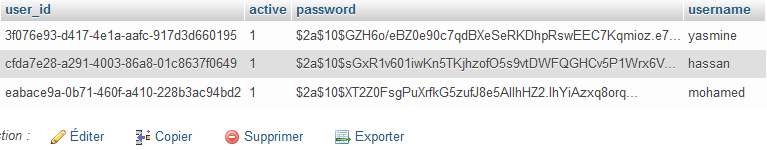 user_id active password username
3f076e93-d417-4e1a-aafc-917d3d660195 1 $2a$10$GZH6o/eBZ0e90c7qdBXeSeRKDhpRswEEC7Kqmioz.e7... yasmine
cfda7e28-a291-4003-86a8-01c8637f0649 1 $2a$10$sGxR1v601iwKn5TKjhzofO5s9vtDWFQGHCv5P1Wrx6V... hassan
eabace9a-0b71-460f-a410-228b3ac94bd2 1 $2a$10$XT2Z0FsgPuXrfkG5zufJ8e5AllhHZ2.lhYiAzxq8orq... mohamed
ction : Éditer Copier Supprimer Exporter